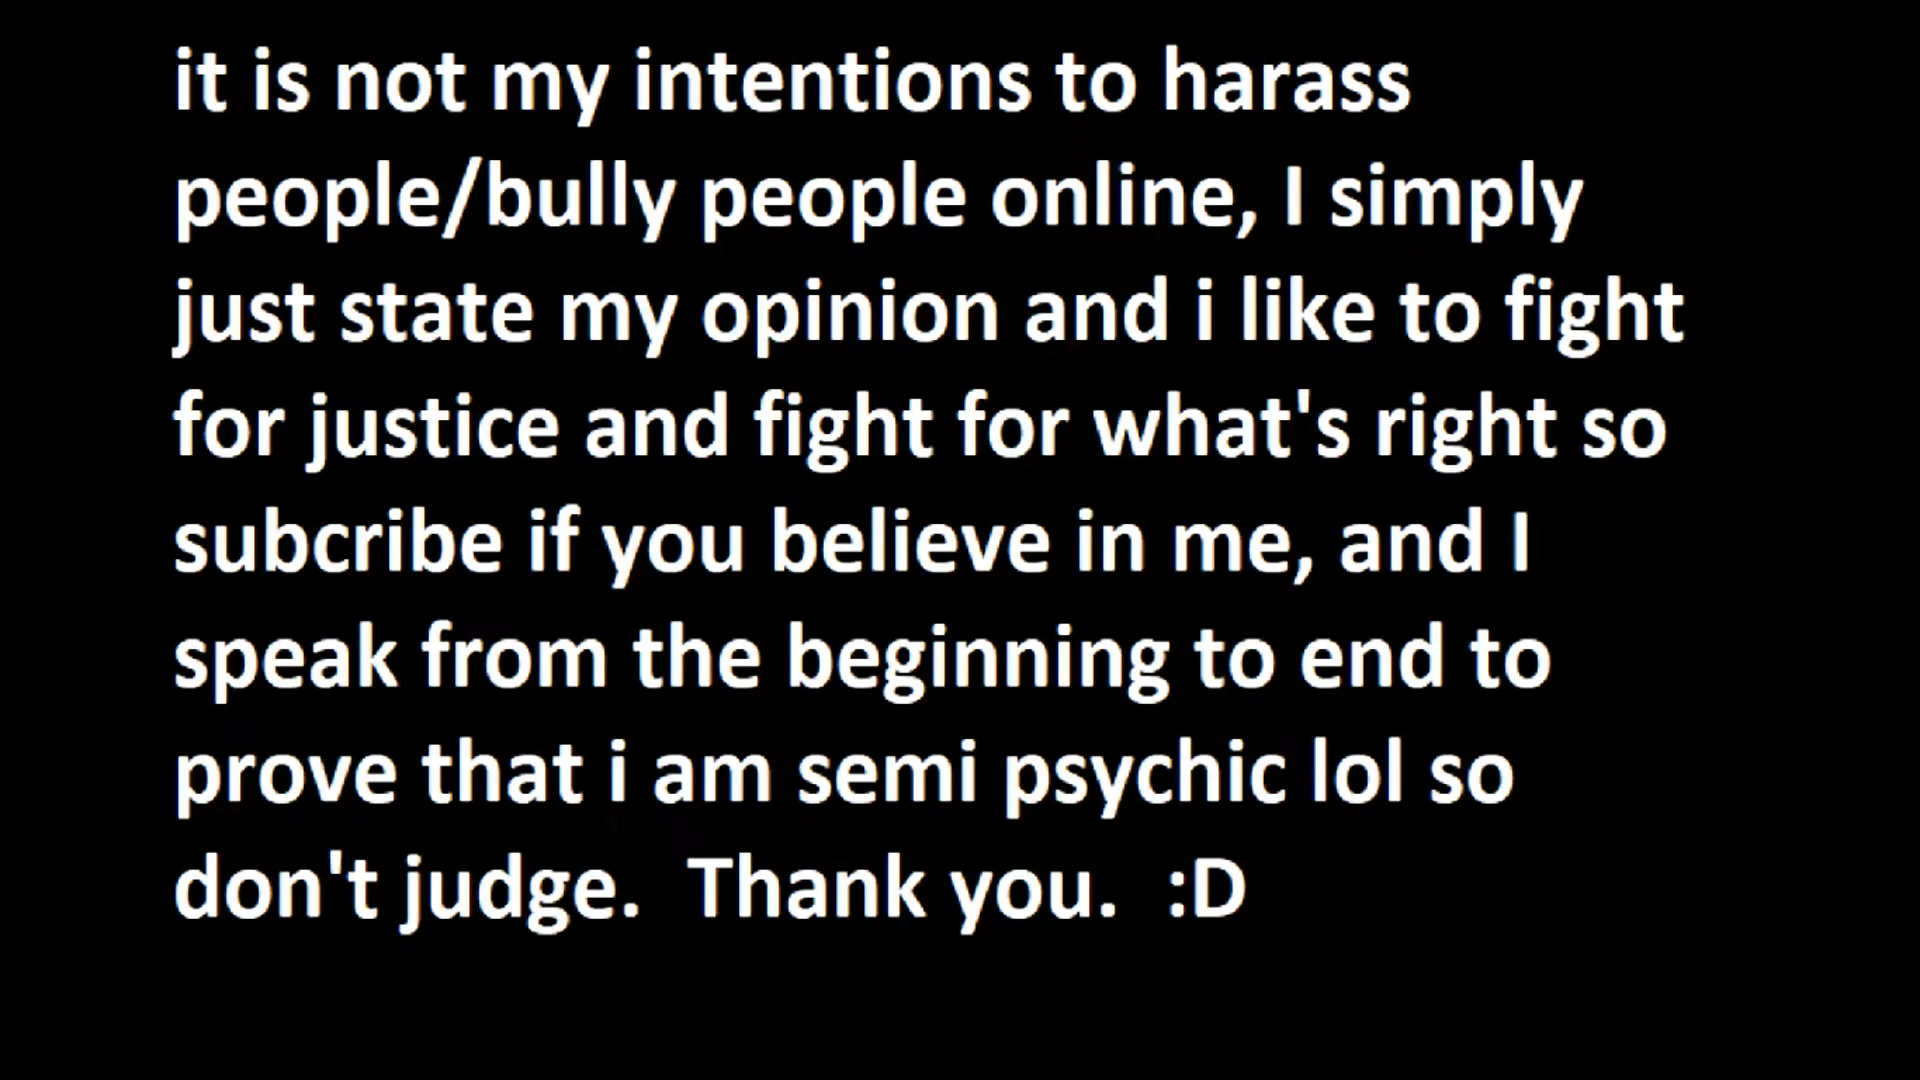 it is not my intentions to harass
people/bully people online, I simply
just state my opinion and i like to fight
for justice and fight for what's right so
subcribe if you believe in me, and I
speak from the beginning to end to
prove that i am semi psychic lol so
don't judge.  Thank you.  :D